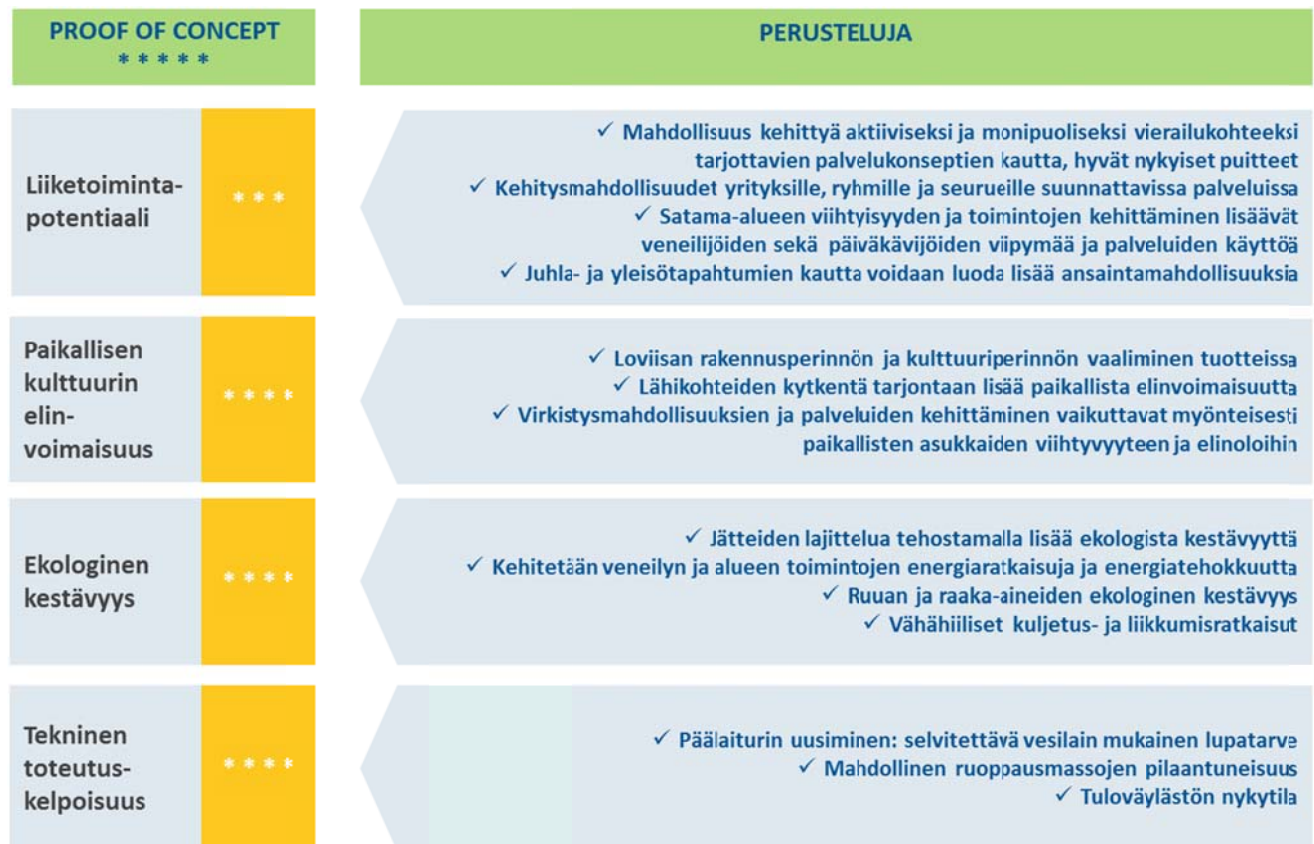 PROOF OF CONCEPT
* * * * *
PERUSTELUJA
Liiketoiminta-
potentiaali
* * *
✓ Mahdollisuus kehittyä aktiiviseksi ja monipuoliseksi vierailukohteeksi
tarjottavien palvelukonseptien kautta, hyvät nykyiset puitteet
✓ Kehitysmahdollisuudet yrityksille, ryhmille ja seurueille suunnattavissa palveluissa
✓ Satama-alueen viihtyisyyden ja toimintojen kehittäminen lisäävät
veneilijöiden sekä päiväkävijöiden viipymää ja palveluiden käyttöä
✓ Juhla- ja yleisötapahtumien kautta voidaan luoda lisää ansaintamahdollisuuksia
Paikallisen
kulttuurin
elin-
voimaisuus
* * * *
✓ Loviisan rakennusperinnön ja kulttuuriperinnön vaaliminen tuotteissa
✓ Lähikohteiden kytkentä tarjontaan lisää paikallista elinvoimaisuutta
✓ Virkistysmahdollisuuksien ja palveluiden kehittäminen vaikuttavat myönteisesti
paikallisten asukkaiden viihtyvyyteen ja elinoloihin
Ekologinen
kestävyys
* * * *
✓ Jätteiden lajittelua tehostamalla lisää ekologista kestävyyttä
✓ Kehitetään veneilyn ja alueen toimintojen energiaratkaisuja ja energiatehokkuutta
✓ Ruuan ja raaka-aineiden ekologinen kestävyys
✓ Vähähiiliset kuljetus- ja liikkumisratkaisut
Tekninen
toteutus-
kelpoisuus
* * * *
✓ Päälaiturin uusiminen: selvitettävä vesilain mukainen lupatarve
✓ Mahdollinen ruoppausmassojen pilaantuneisuus
✓ Tuloväylästön nykytila